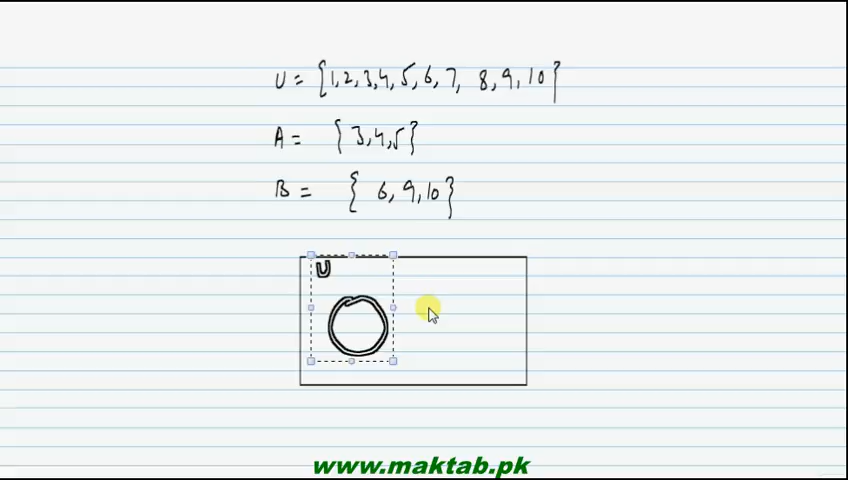 U = {1,2,3,4,5,6,7, 8,9,10}
A = {3,4,5}
B = {6,9,10}
U
www.maktab.pk